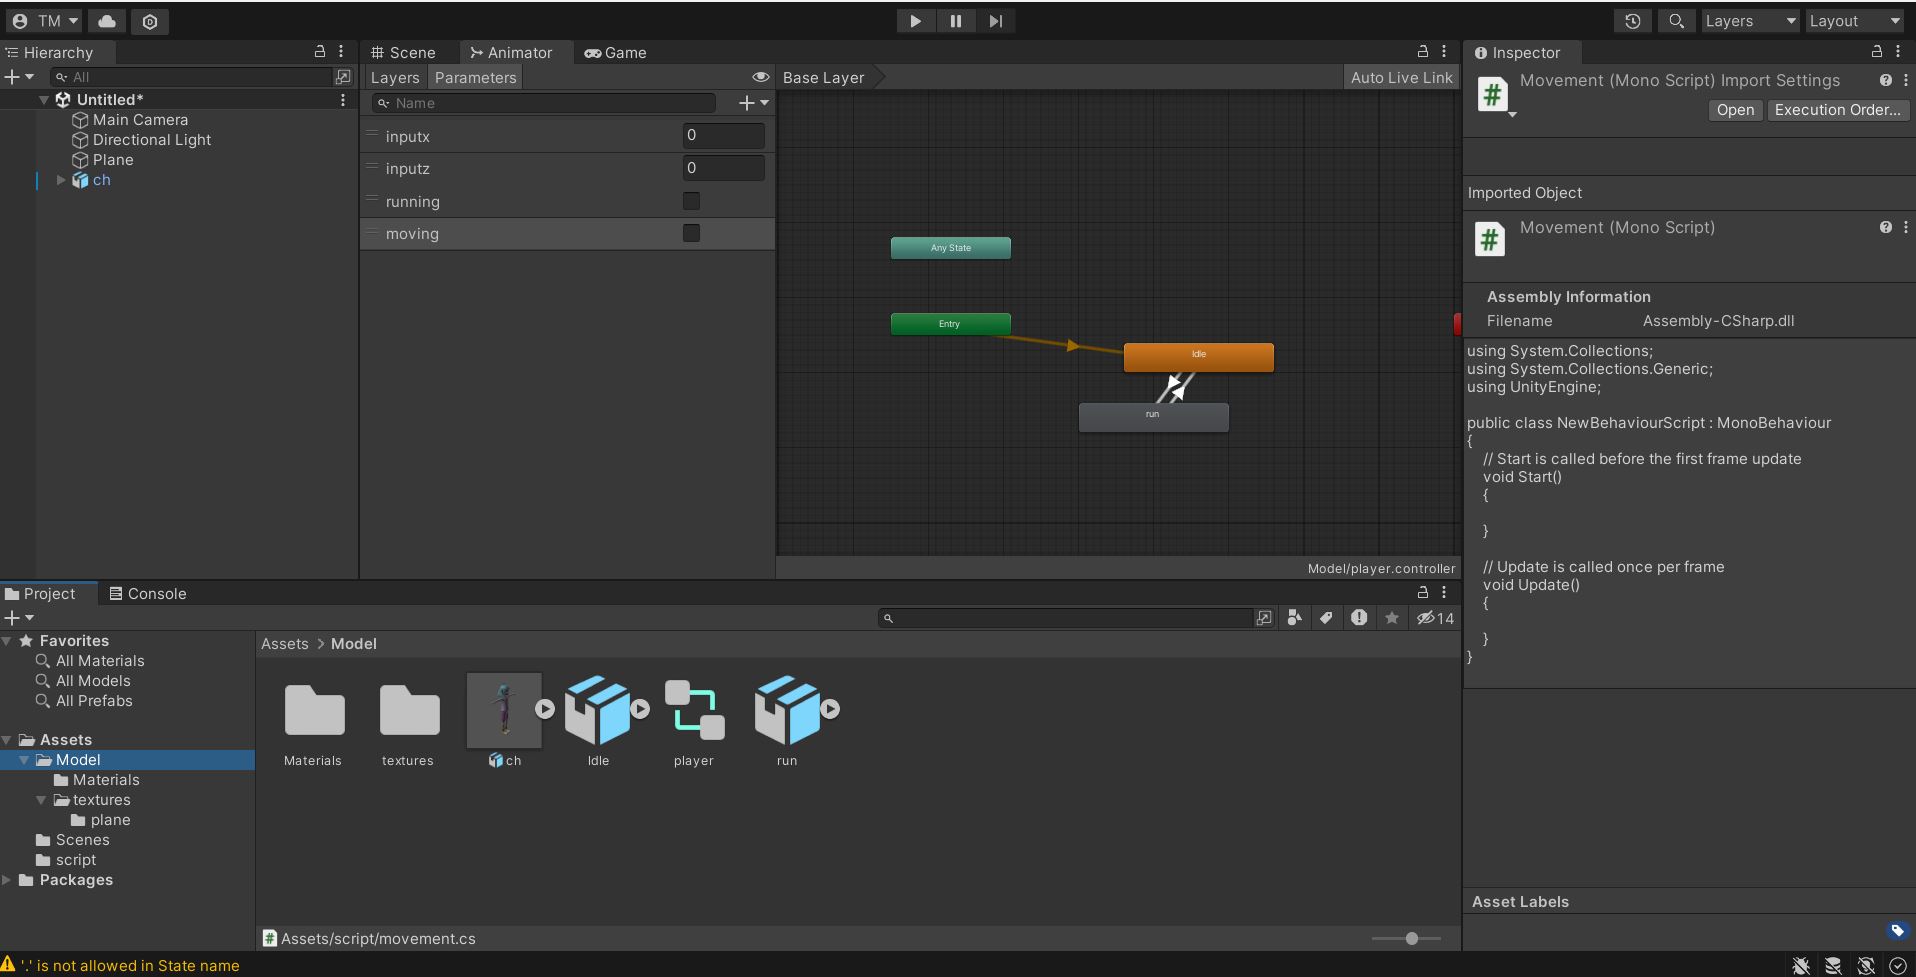 TM
Layers
Layout
Hierarchy
All
Untitled*
Main Camera
Directional Light
Plane
ch
Scene
Animator
Game
Layers
Parameters
Base Layer
Auto Live Link
Name
inputx 0
inputz 0
running
moving
Any State
Entry
Idle
run
Model/player.controller
Inspector
Movement (Mono Script) Import Settings
Open
Execution Order...
Imported Object
Movement (Mono Script)
Assembly Information
Filename Assembly-CSharp.dll
using System.Collections;
using System.Collections.Generic;
using UnityEngine;
public class NewBehaviourScript : MonoBehaviour
{
// Start is called before the first frame update
void Start()
{
}
// Update is called once per frame
void Update()
{
}
}
Asset Labels
Project
Console
14
Favorites
All Materials
All Models
All Prefabs
Assets
Model
Materials
textures
plane
Scenes
script
Packages
Assets > Model
Materials
textures
ch
Idle
player
run
Assets/script/movement.cs
'.' is not allowed in State name